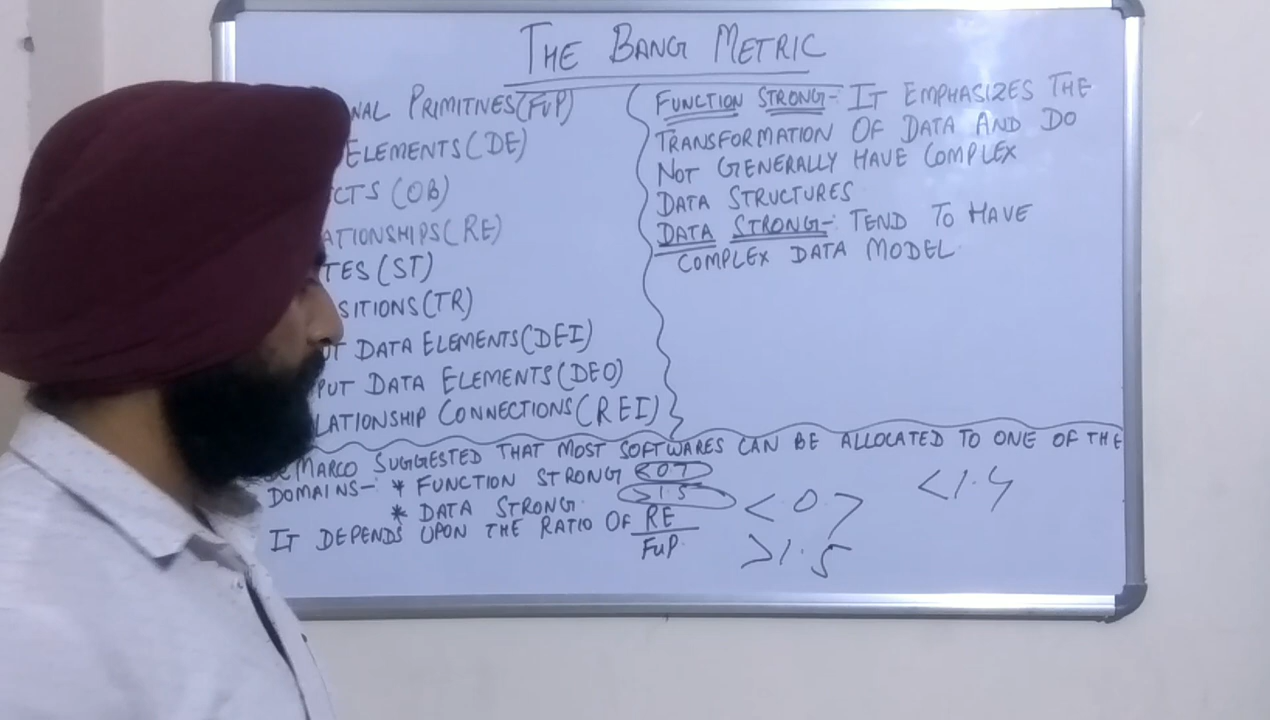 THE BANG METRIC
NAL PRIMITIVES(FUP)
ELEMENTS(DE)
CTS(OB)
ATIONSHIPS(RE)
TES(ST)
SITIONS(TR)
UT DATA ELEMENTS(DEI)
PUT DATA ELEMENTS(DEO)
LATIONSHIP CONNECTIONS(REI)
FUNCTION STRONG- IT EMPHASIZES THE
TRANSFORMATION OF DATA AND DO
NOT GENERALLY HAVE COMPLEX
DATA STRUCTURES
DATA STRONG-: TEND TO HAVE
COMPLEX DATA MODEL
MARCO SUGGESTED THAT MOST SOFTWARES CAN BE ALLOCATED TO ONE OF THE
DOMAINS-: * FUNCTION STRONG <0.7
* DATA STRONG. >1.5
IT DEPENDS UPON THE RATIO OF RE
FUP.
<0.7
>1.5
<1.4